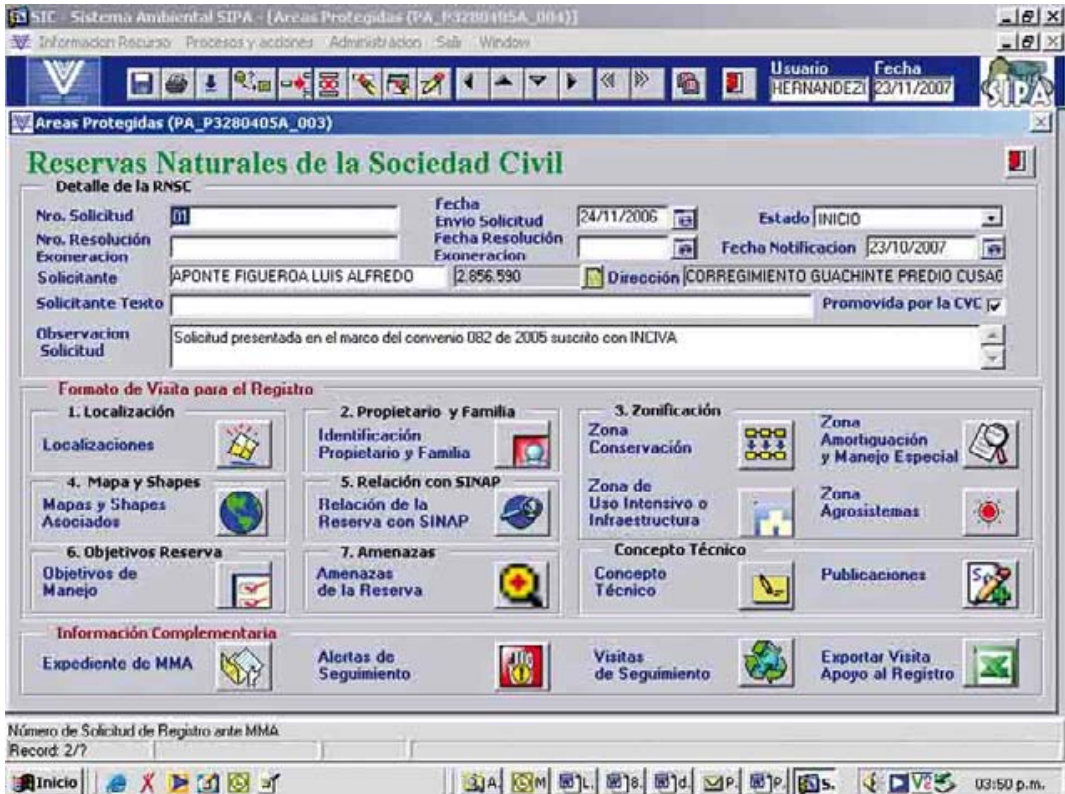 SIC - Sistema Ambiental SIPA - [Areas Protegidas (PA_P3280405A_004)]
Informacion Recurso Procesos y acciones Administracion Salir Window
Usuario Fecha
HERNANDEZI 23/11/2007
SIPA
Areas Protegidas (PA_P3280405A_003)
Reservas Naturales de la Sociedad Civil
Detalle de la RNSC
Nro. Solicitud 01
Fecha Envio Solicitud 24/11/2006
Estado INICIO
Nro. Resolución Exoneracion
Fecha Resolución Exoneracion
Fecha Notificacion 23/10/2007
Solicitante APONTE FIGUEROA LUIS ALFREDO 2.856.590 Dirección CORREGIMIENTO GUACHINTE PREDIO CUSAG
Solicitante Texto
Promovida por la CVC
Observacion Solicitud
Solicitud presentada en el marco del convenio 082 de 2005 suscrito con INCIVA
Formato de Visita para el Registro
1. Localización
Localizaciones
2. Propietario y Familia
Identificación
Propietario y Familia
3. Zonificación
Zona
Conservación
Zona
Amortiguación
y Manejo Especial
4. Mapa y Shapes
Mapas y Shapes
Asociados
5. Relación con SINAP
Relación de la
Reserva con SINAP
Zona de
Uso Intensivo o
Infraestructura
Zona
Agrosistemas
6. Objetivos Reserva
Objetivos de
Manejo
7. Amenazas
Amenazas
de la Reserva
Concepto Técnico
Concepto
Técnico
Publicaciones
Información Complementaria
Expediente de MMA
Alertas de
Seguimiento
Visitas
de Seguimiento
Exportar Visita
Apoyo al Registro
Número de Solicitud de Registro ante MMA
Record: 2/?
Inicio
03:50 p.m.